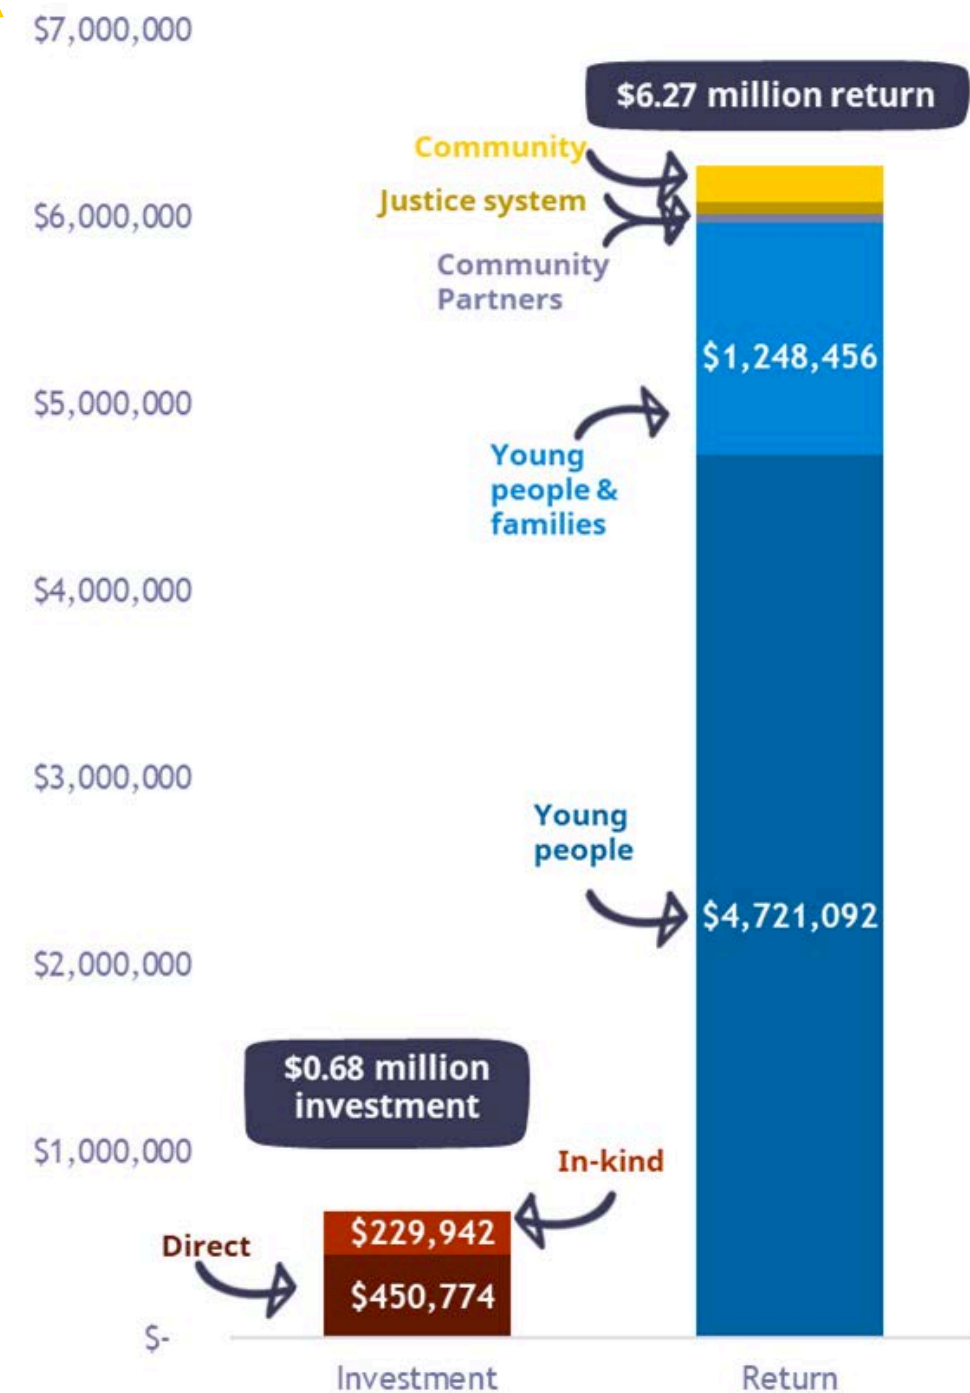 $7,000,000
$6.27 million return
Community
Justice system
$6,000,000
Community
Partners
$1,248,456
$5,000,000
Young
people &
families
$4,000,000
$3,000,000
Young
people
$4,721,092
$2,000,000
$0.68 million
investment
$1,000,000
In-kind
$229,942
Direct
$450,774
$-
Investment
Return